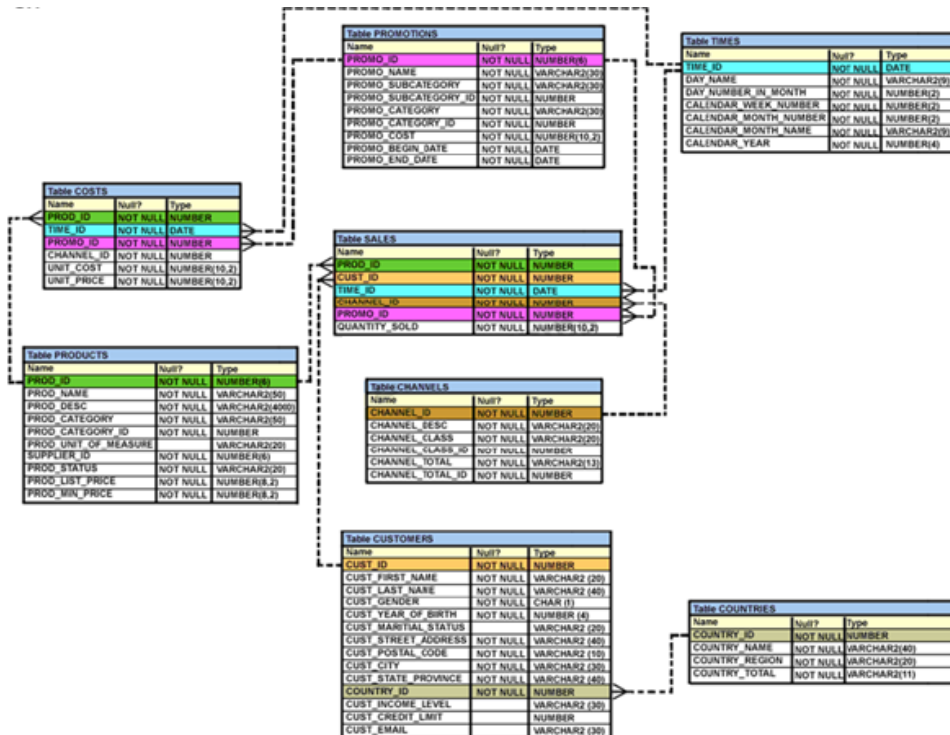 Table PROMOTIONS
Name Null? Type
PROMO_ID NOT NULL NUMBER(6)
PROMO_NAME NOT NULL VARCHAR2(30)
PROMO_SUBCATEGORY NOT NULL VARCHAR2(30)
PROMO_SUBCATEGORY_ID NOT NULL NUMBER
PROMO_CATEGORY NOT NULL VARCHAR2(30)
PROMO_CATEGORY_ID NOT NULL NUMBER
PROMO_COST NOT NULL NUMBER(10,2)
PROMO_BEGIN_DATE NOT NULL DATE
PROMO_END_DATE NOT NULL DATE
Table TIMES
Name Null? Type
TIME_ID NOT NULL DATE
DAY_NAME NOT NULL VARCHAR2(9)
DAY_NUMBER_IN_MONTH NOT NULL NUMBER(2)
CALENDAR_WEEK_NUMBER NOT NULL NUMBER(2)
CALENDAR_MONTH_NUMBER NOT NULL NUMBER(2)
CALENDAR_MONTH_NAME NOT NULL VARCHAR2(9)
CALENDAR_YEAR NOT NULL NUMBER(4)
Table COSTS
Name Null? Type
PROD_ID NOT NULL NUMBER
TIME_ID NOT NULL DATE
PROMO_ID NOT NULL NUMBER
CHANNEL_ID NOT NULL NUMBER
UNIT_COST NOT NULL NUMBER(10,2)
UNIT_PRICE NOT NULL NUMBER(10,2)
Table SALES
Name Null? Type
PROD_ID NOT NULL NUMBER
CUST_ID NOT NULL NUMBER
TIME_ID NOT NULL DATE
CHANNEL_ID NOT NULL NUMBER
PROMO_ID NOT NULL NUMBER
QUANTITY_SOLD NOT NULL NUMBER(10,2)
Table PRODUCTS
Name Null? Type
PROD_ID NOT NULL NUMBER(6)
PROD_NAME NOT NULL VARCHAR2(50)
PROD_DESC NOT NULL VARCHAR2(4000)
PROD_CATEGORY NOT NULL VARCHAR2(50)
PROD_CATEGORY_ID NOT NULL NUMBER
PROD_UNIT_OF_MEASURE VARCHAR2(20)
SUPPLIER_ID NOT NULL NUMBER(6)
PROD_STATUS NOT NULL VARCHAR2(20)
PROD_LIST_PRICE NOT NULL NUMBER(8,2)
PROD_MIN_PRICE NOT NULL NUMBER(8,2)
Table CHANNELS
Name Null? Type
CHANNEL_ID NOT NULL NUMBER
CHANNEL_DESC NOT NULL VARCHAR2(20)
CHANNEL_CLASS NOT NULL VARCHAR2(20)
CHANNEL_CLASS_ID NOT NULL NUMBER
CHANNEL_TOTAL NOT NULL VARCHAR2(13)
CHANNEL_TOTAL_ID NOT NULL NUMBER
Table CUSTOMERS
Name Null? Type
CUST_ID NOT NULL NUMBER
CUST_FIRST_NAME NOT NULL VARCHAR2 (20)
CUST_LAST_NAME NOT NULL VARCHAR2 (40)
CUST_GENDER NOT NULL CHAR (1)
CUST_YEAR_OF_BIRTH NOT NULL NUMBER (4)
CUST_MARITIAL_STATUS VARCHAR2 (20)
CUST_STREET_ADDRESS NOT NULL VARCHAR2 (40)
CUST_POSTAL_CODE NOT NULL VARCHAR2 (10)
CUST_CITY NOT NULL VARCHAR2 (30)
CUST_STATE_PROVINCE NOT NULL VARCHAR2 (40)
COUNTRY_ID NOT NULL NUMBER
CUST_INCOME_LEVEL VARCHAR2 (30)
CUST_CREDIT_LMIT NUMBER
CUST_EMAIL VARCHAR2 (30)
Table COUNTRIES
Name Null? Type
COUNTRY_ID NOT NULL NUMBER
COUNTRY_NAME NOT NULL VARCHAR2(40)
COUNTRY_REGION NOT NULL VARCHAR2(20)
COUNTRY_TOTAL NOT NULL VARCHAR2(11)